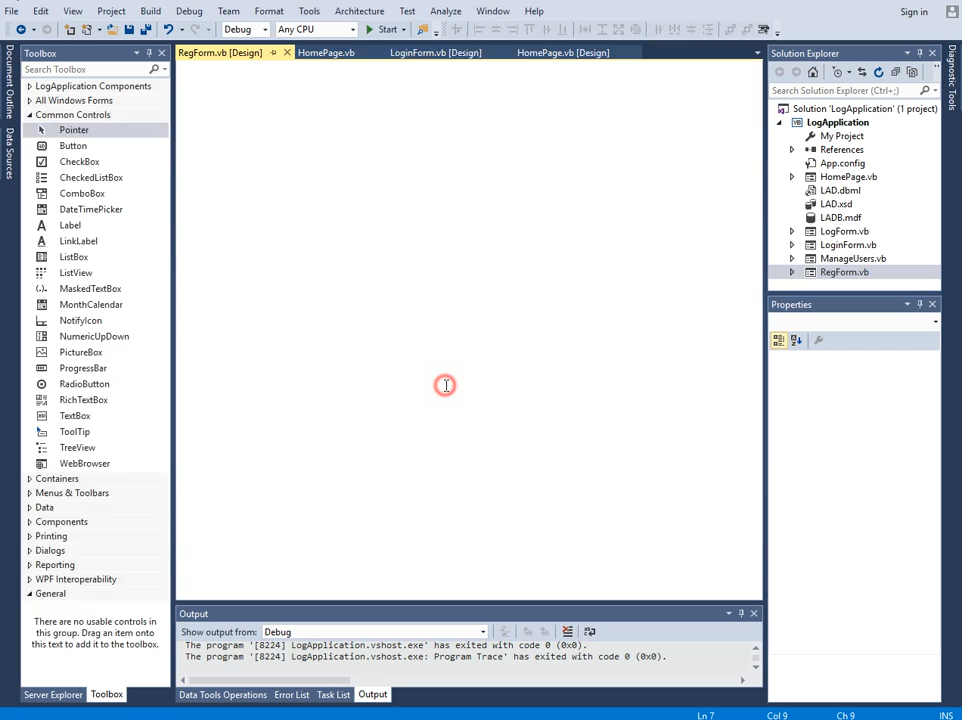 File Edit View Project Build Debug Team Format Tools Architecture Test Analyze Window Help Sign in
Debug Any CPU Start
Document Outline
Data Sources
Toolbox
Search Toolbox
LogApplication Components
All Windows Forms
Common Controls
Pointer
Button
CheckBox
CheckedListBox
ComboBox
DateTimePicker
Label
LinkLabel
ListBox
ListView
MaskedTextBox
MonthCalendar
NotifyIcon
NumericUpDown
PictureBox
ProgressBar
RadioButton
RichTextBox
TextBox
ToolTip
TreeView
WebBrowser
Containers
Menus & Toolbars
Data
Components
Printing
Dialogs
Reporting
WPF Interoperability
General
There are no usable controls in
this group. Drag an item onto
this text to add it to the toolbox.
Server Explorer Toolbox
RegForm.vb [Design] HomePage.vb LoginForm.vb [Design] HomePage.vb [Design]
Output
Show output from: Debug
The program '[8224] LogApplication.vshost.exe' has exited with code 0 (0x0).
The program '[8224] LogApplication.vshost.exe: Program Trace' has exited with code 0 (0x0).
Data Tools Operations Error List Task List Output
Solution Explorer
Search Solution Explorer (Ctrl+;)
Solution 'LogApplication' (1 project)
LogApplication
My Project
References
App.config
HomePage.vb
LAD.dbml
LAD.xsd
LADB.mdf
LogForm.vb
LoginForm.vb
ManageUsers.vb
RegForm.vb
Properties
Diagnostic Tools
Ln 7 Col 9 Ch 9 INS